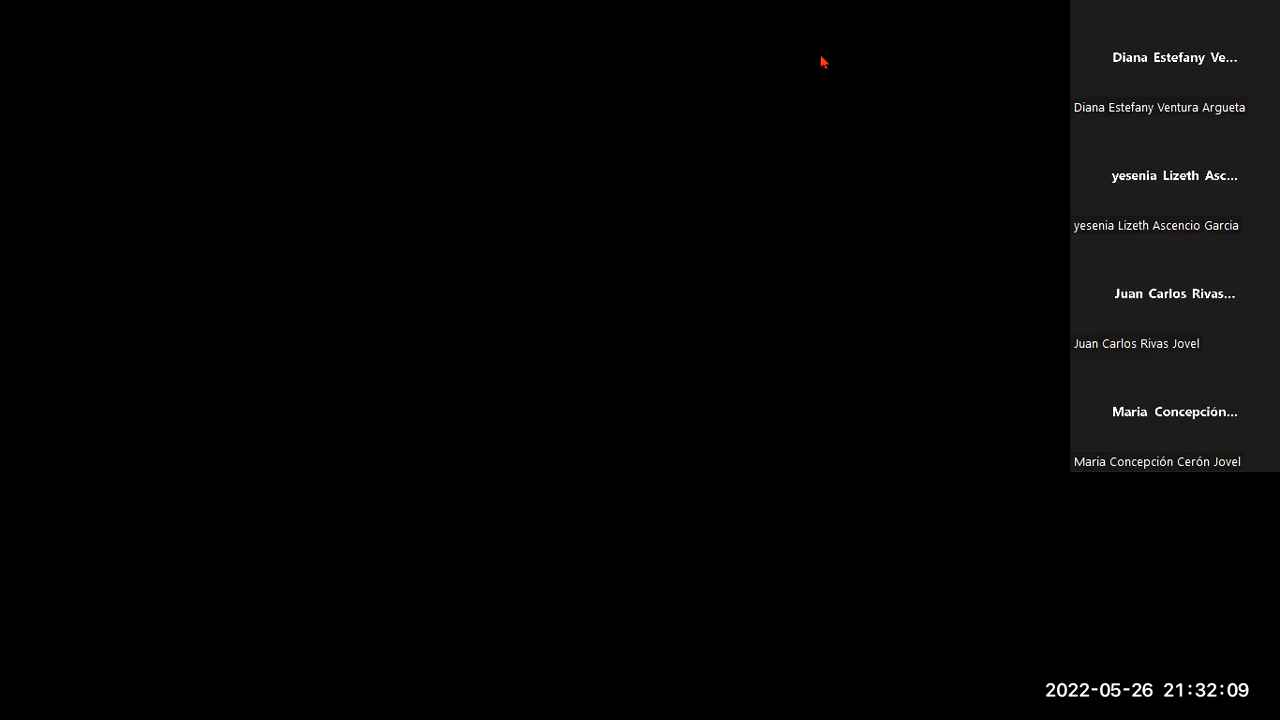 Diana Estefany Ve...
Diana Estefany Ventura Argueta
yesenia Lizeth Asc...
yesenia Lizeth Ascencio Garcia
Juan Carlos Rivas...
Juan Carlos Rivas Jovel
Maria Concepción...
Maria Concepción Cerón Jovel
2022-05-26 21:32:09